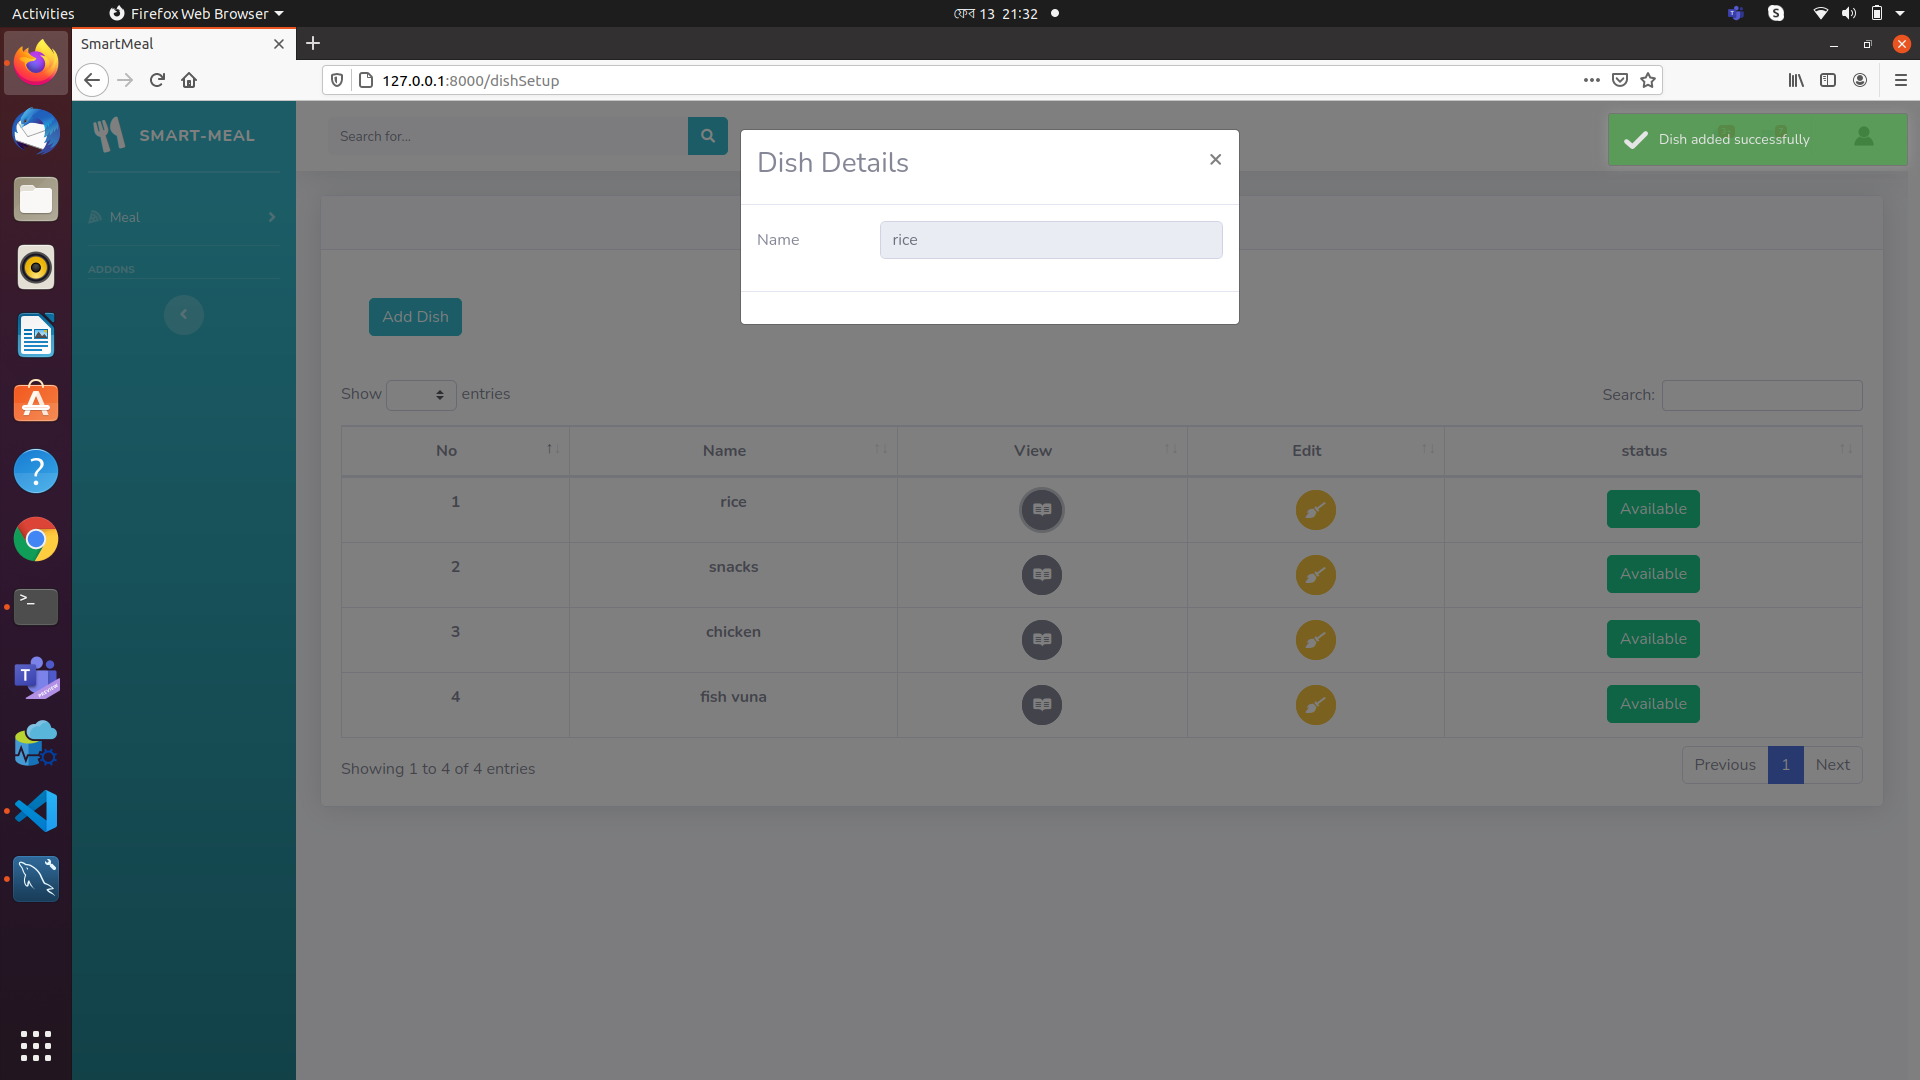 Activities
Firefox Web Browser
ফেব 13 21:32
SmartMeal
127.0.0.1:8000/dishSetup
SMART-MEAL
Search for...
Dish Details
Dish added successfully
Meal
Name
rice
ADDONS
Add Dish
Show entries
Search:
No Name View Edit status
1 rice Available
2 snacks Available
3 chicken Available
4 fish vuna Available
Showing 1 to 4 of 4 entries
Previous 1 Next